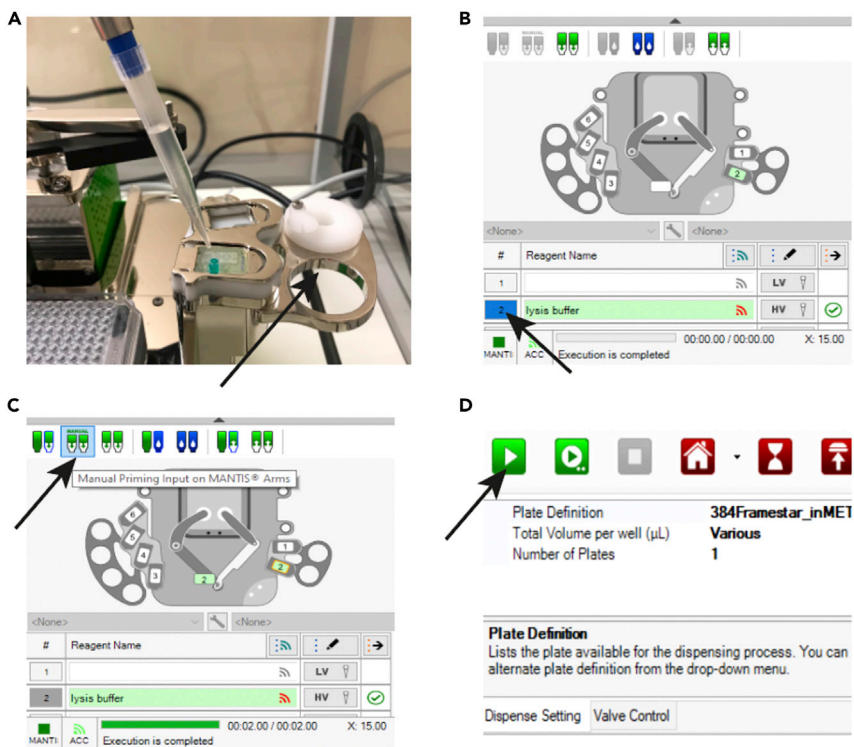 A
B
MANUAL
6
5
4
3
1
2
<None>
<None>
# Reagent Name
1 LV
2 lysis buffer HV
00:00.00 / 00:00.00 X: 15.00
MANTI: ACC Execution is completed
C
MANUAL
Manual Priming Input on MANTIS® Arms
6
5
4
3
2
1
2
<None>
<None>
# Reagent Name
1 LV
2 lysis buffer HV
00:02.00 / 00:02.00 X: 15.00
MANTI: ACC Execution is completed
D
Plate Definition 384Framestar_inMET
Total Volume per well (µL) Various
Number of Plates 1
Plate Definition
Lists the plate available for the dispensing process. You can
alternate plate definition from the drop-down menu.
Dispense Setting Valve Control